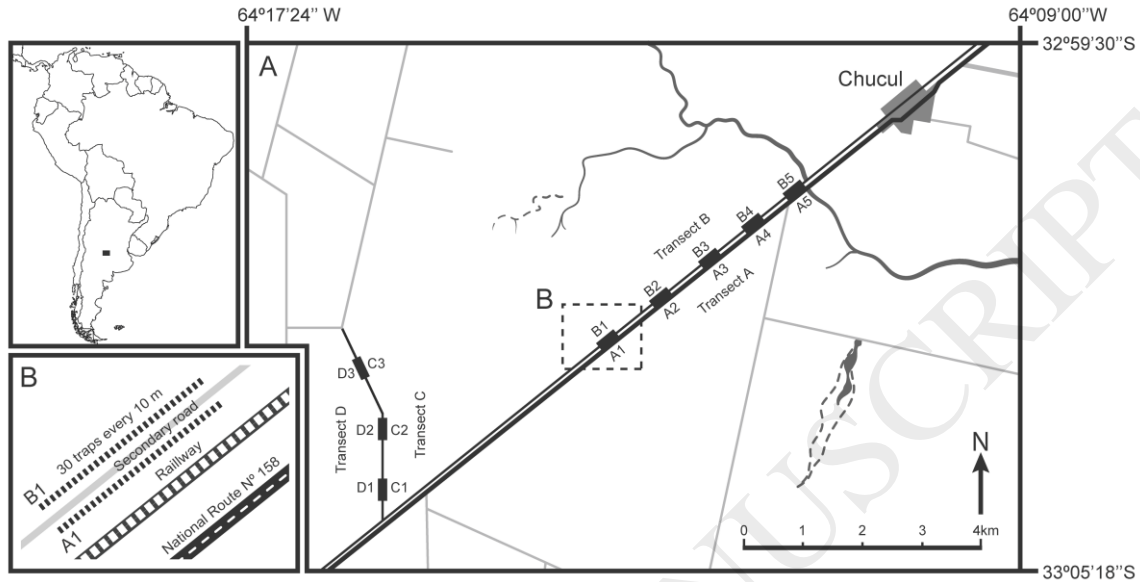 64º17'24'' W
64º09'00'' W
32º59'30''S
A
Chucul
B5
A5
B4
A4
Transect B
B3
A3
Transect A
B2
A2
B
B1
A1
C3
D3
Transect D
D2
C2
Transect C
D1
C1
N
0 1 2 3 4km
33º05'18''S
B
30 traps every 10 m
B1
Secondary road
A1
Raillway
National Route Nº 158
NUSCRIPT